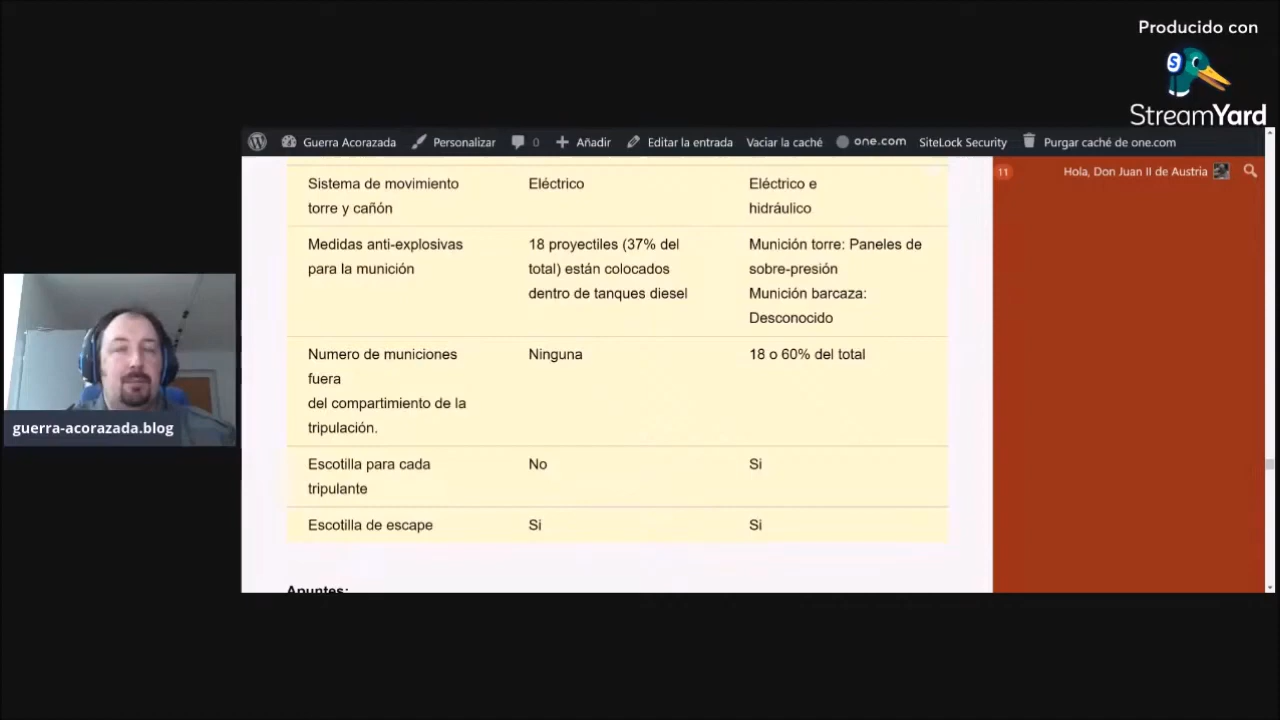 Producido con
StreamYard
Guerra Acorazada Personalizar 0 Añadir Editar la entrada Vaciar la caché one.com SiteLock Security Purgar caché de one.com
11 Hola, Don Juan II de Austria
Sistema de movimiento
torre y cañón
Eléctrico
Eléctrico e
hidráulico
Medidas anti-explosivas
para la munición
18 proyectiles (37% del
total) están colocados
dentro de tanques diesel
Munición torre: Paneles de
sobre-presión
Munición barcaza:
Desconocido
Numero de municiones
fuera
del compartimiento de la
tripulación.
Ninguna
18 o 60% del total
Escotilla para cada
tripulante
No
Si
Escotilla de escape
Si
Si
Apuntes:
guerra-acorazada.blog